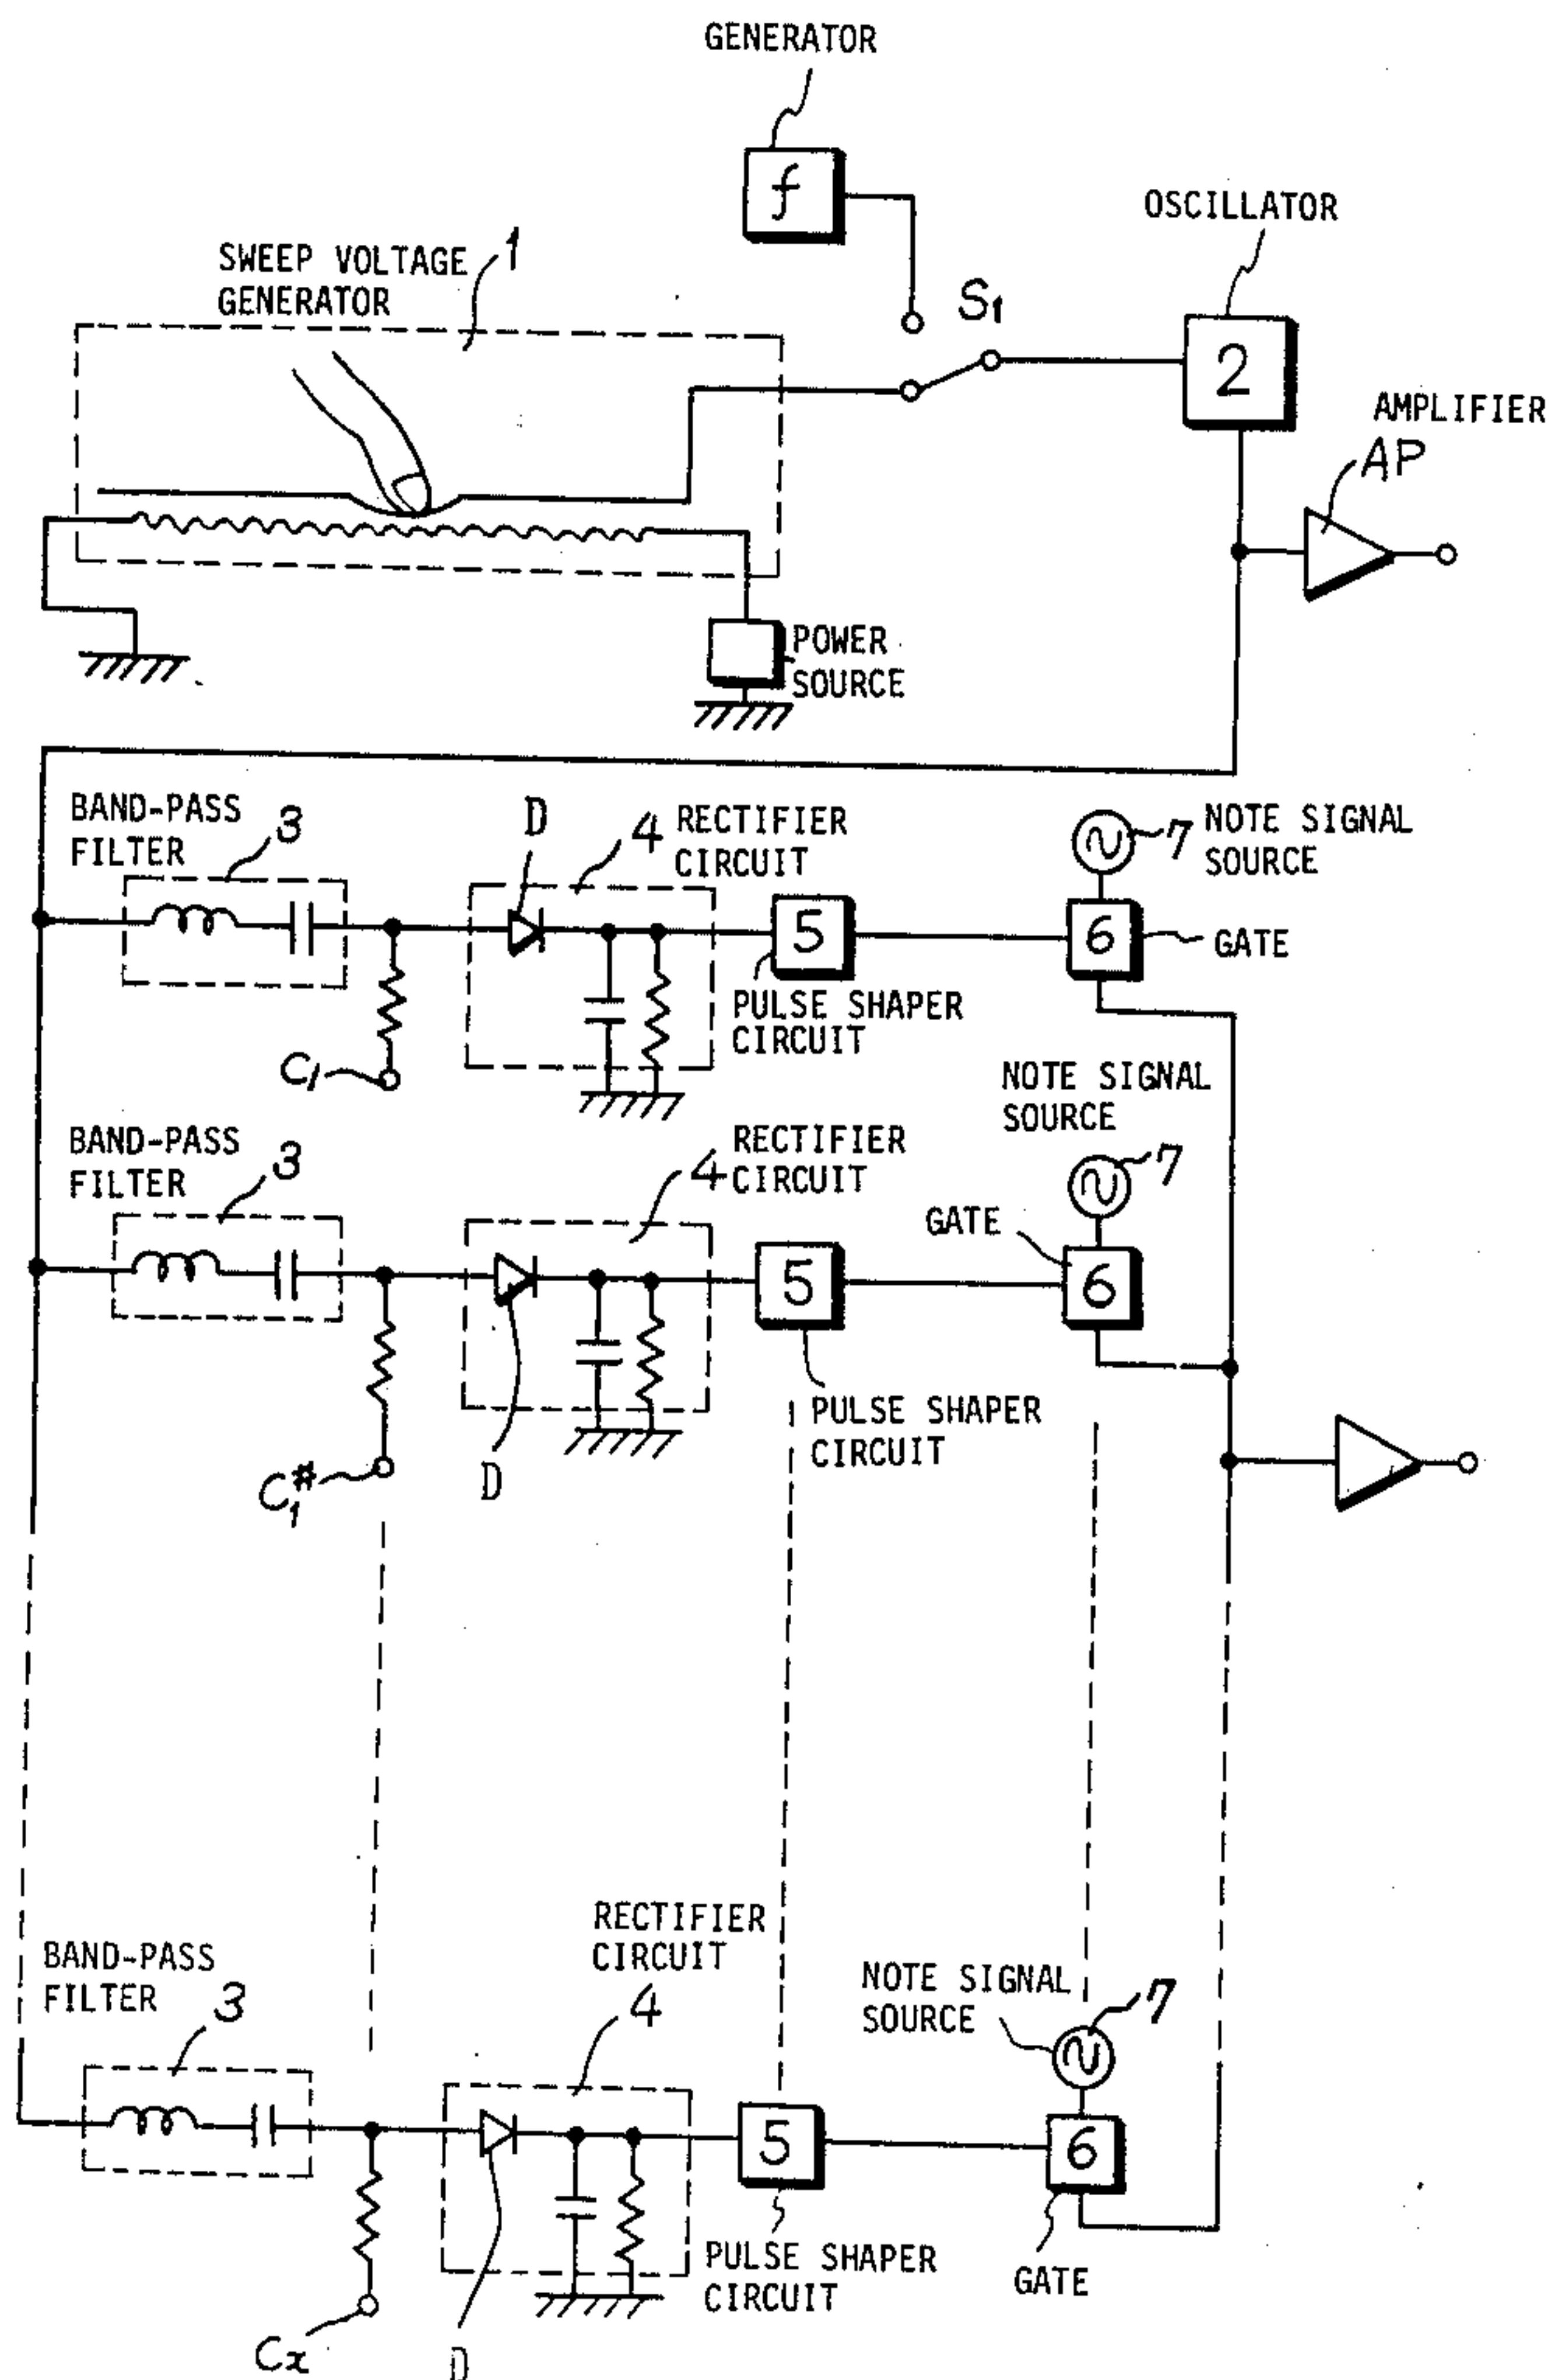 GENERATOR
f
OSCILLATOR
SWEEP VOLTAGE
GENERATOR
1
S1
2
AMPLIFIER
AP
POWER
SOURCE
BAND-PASS
FILTER
3
D
4
RECTIFIER
CIRCUIT
7
NOTE SIGNAL
SOURCE
5
6
GATE
PULSE SHAPER
CIRCUIT
C1
NOTE SIGNAL
SOURCE
BAND-PASS
FILTER
3
4
RECTIFIER
CIRCUIT
7
GATE
5
6
PULSE SHAPER
CIRCUIT
C1#
D
RECTIFIER
CIRCUIT
BAND-PASS
FILTER
3
4
NOTE SIGNAL
SOURCE
7
5
6
PULSE SHAPER
CIRCUIT
GATE
Cx
D